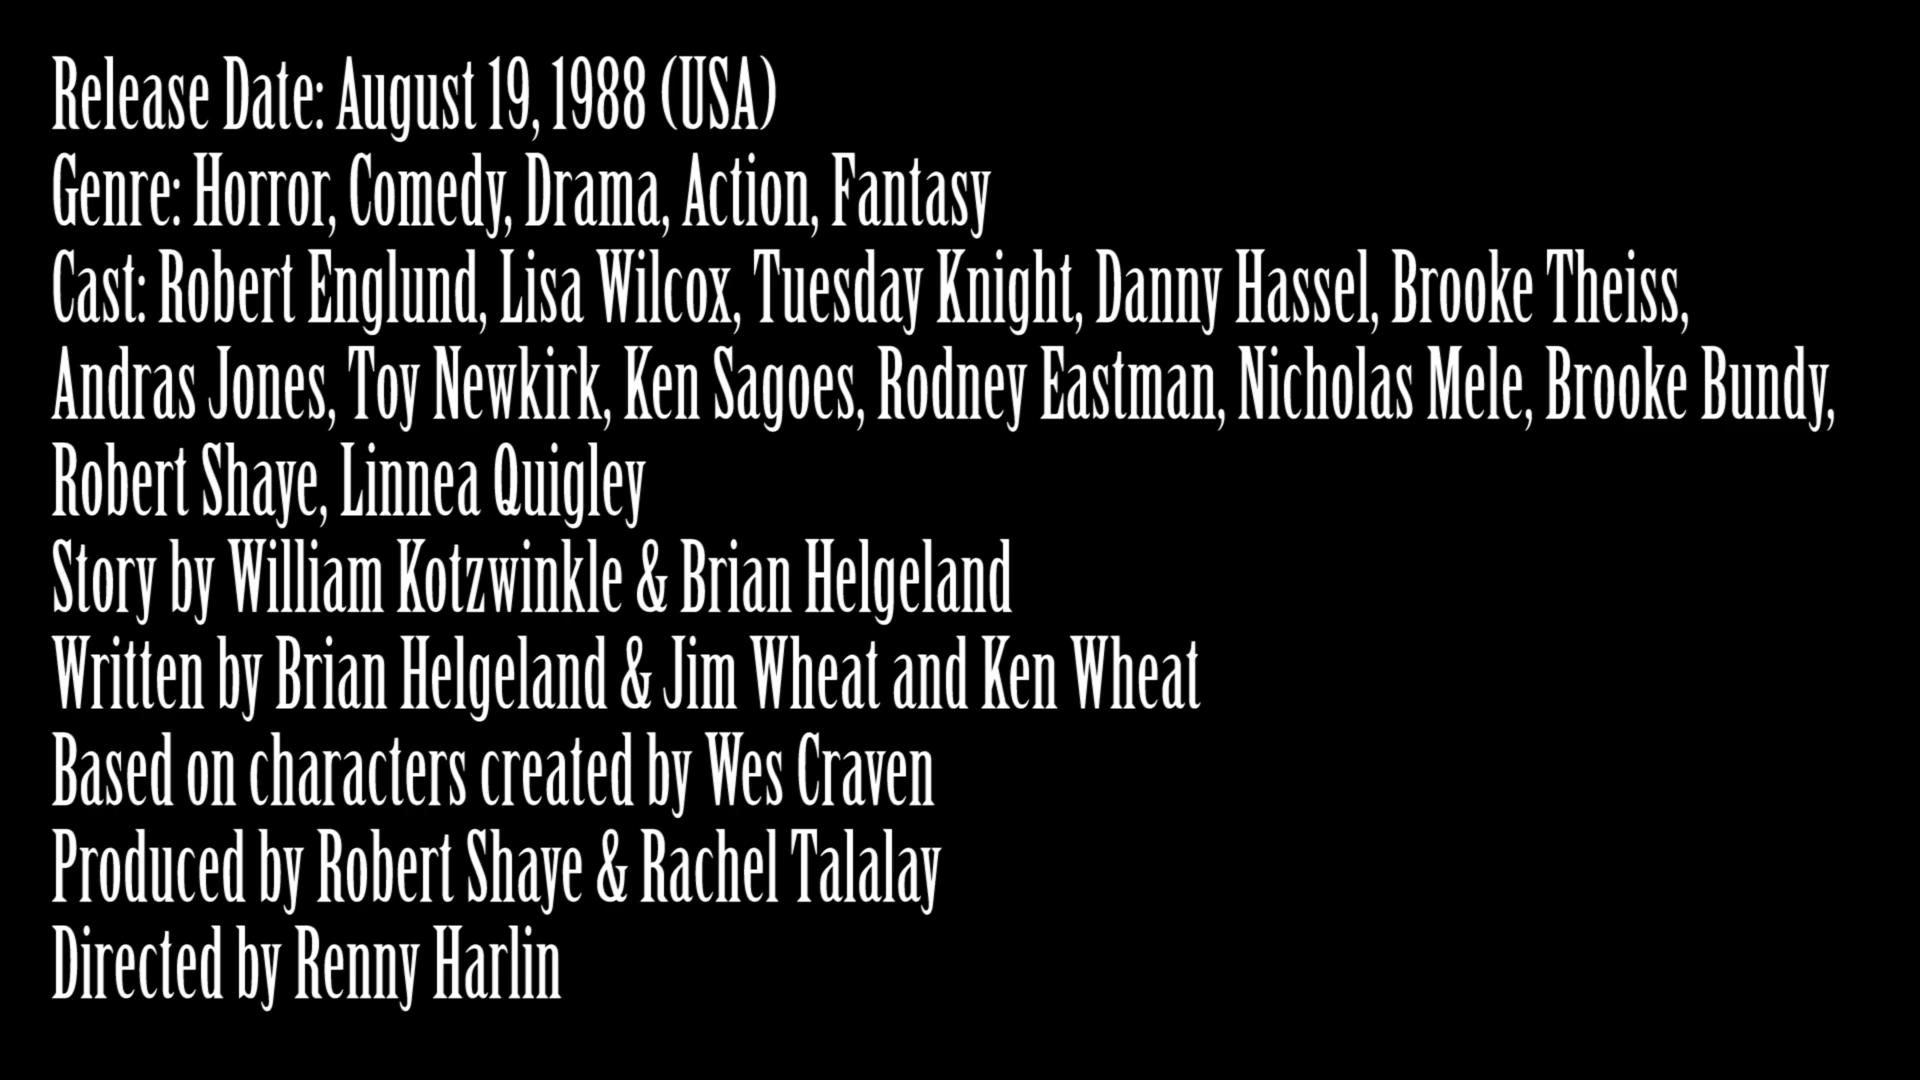 Release Date: August 19, 1988 (USA)
Genre: Horror, Comedy, Drama, Action, Fantasy
Cast: Robert Englund, Lisa Wilcox, Tuesday Knight, Danny Hassel, Brooke Theiss,
Andras Jones, Toy Newkirk, Ken Sagoes, Rodney Eastman, Nicholas Mele, Brooke Bundy,
Robert Shaye, Linnea Quigley
Story by William Kotzwinkle & Brian Helgeland
Written by Brian Helgeland & Jim Wheat and Ken Wheat
Based on characters created by Wes Craven
Produced by Robert Shaye & Rachel Talalay
Directed by Renny Harlin